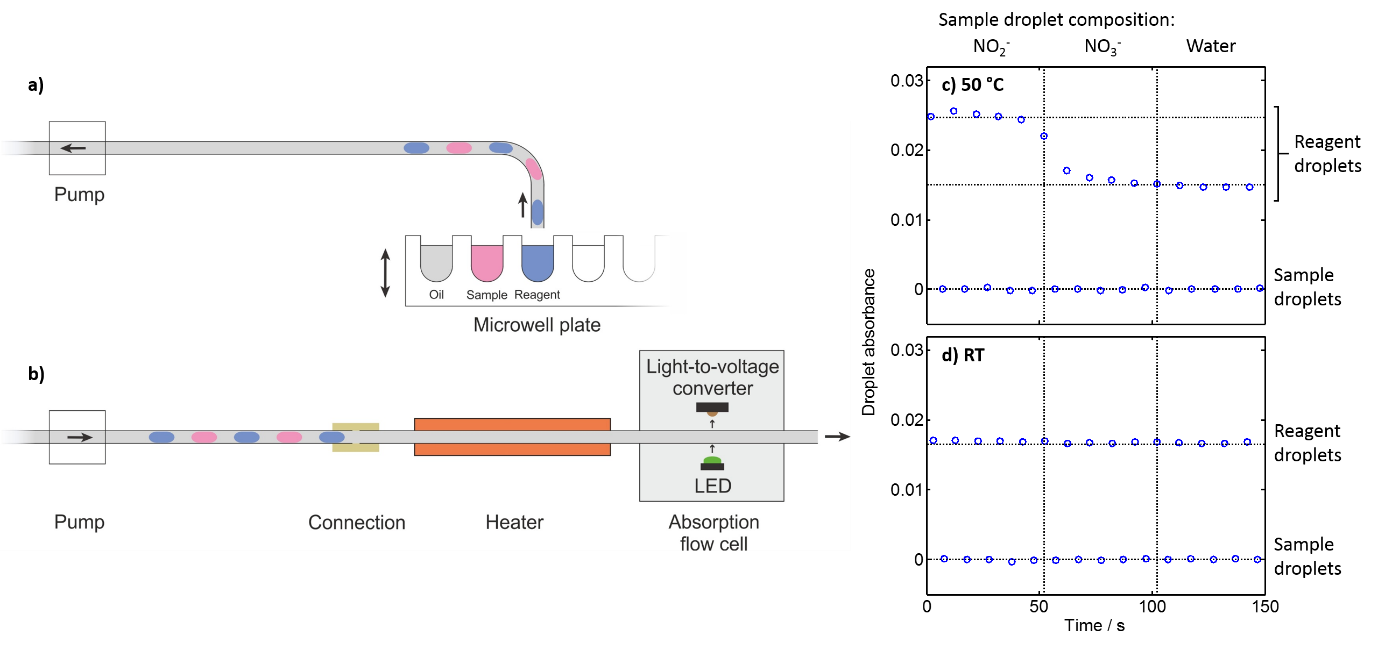 a)
Pump
Oil
Sample
Reagent
Microwell plate
b)
Pump
Connection
Heater
Light-to-voltage
converter
LED
Absorption
flow cell
Sample droplet composition:
NO2-
NO3-
Water
c) 50 °C
0.03
0.02
0.01
0
Reagent
droplets
Sample
droplets
Droplet absorbance
d) RT
0.03
0.02
0.01
0
Reagent
droplets
Sample
droplets
0
50
100
150
Time / s